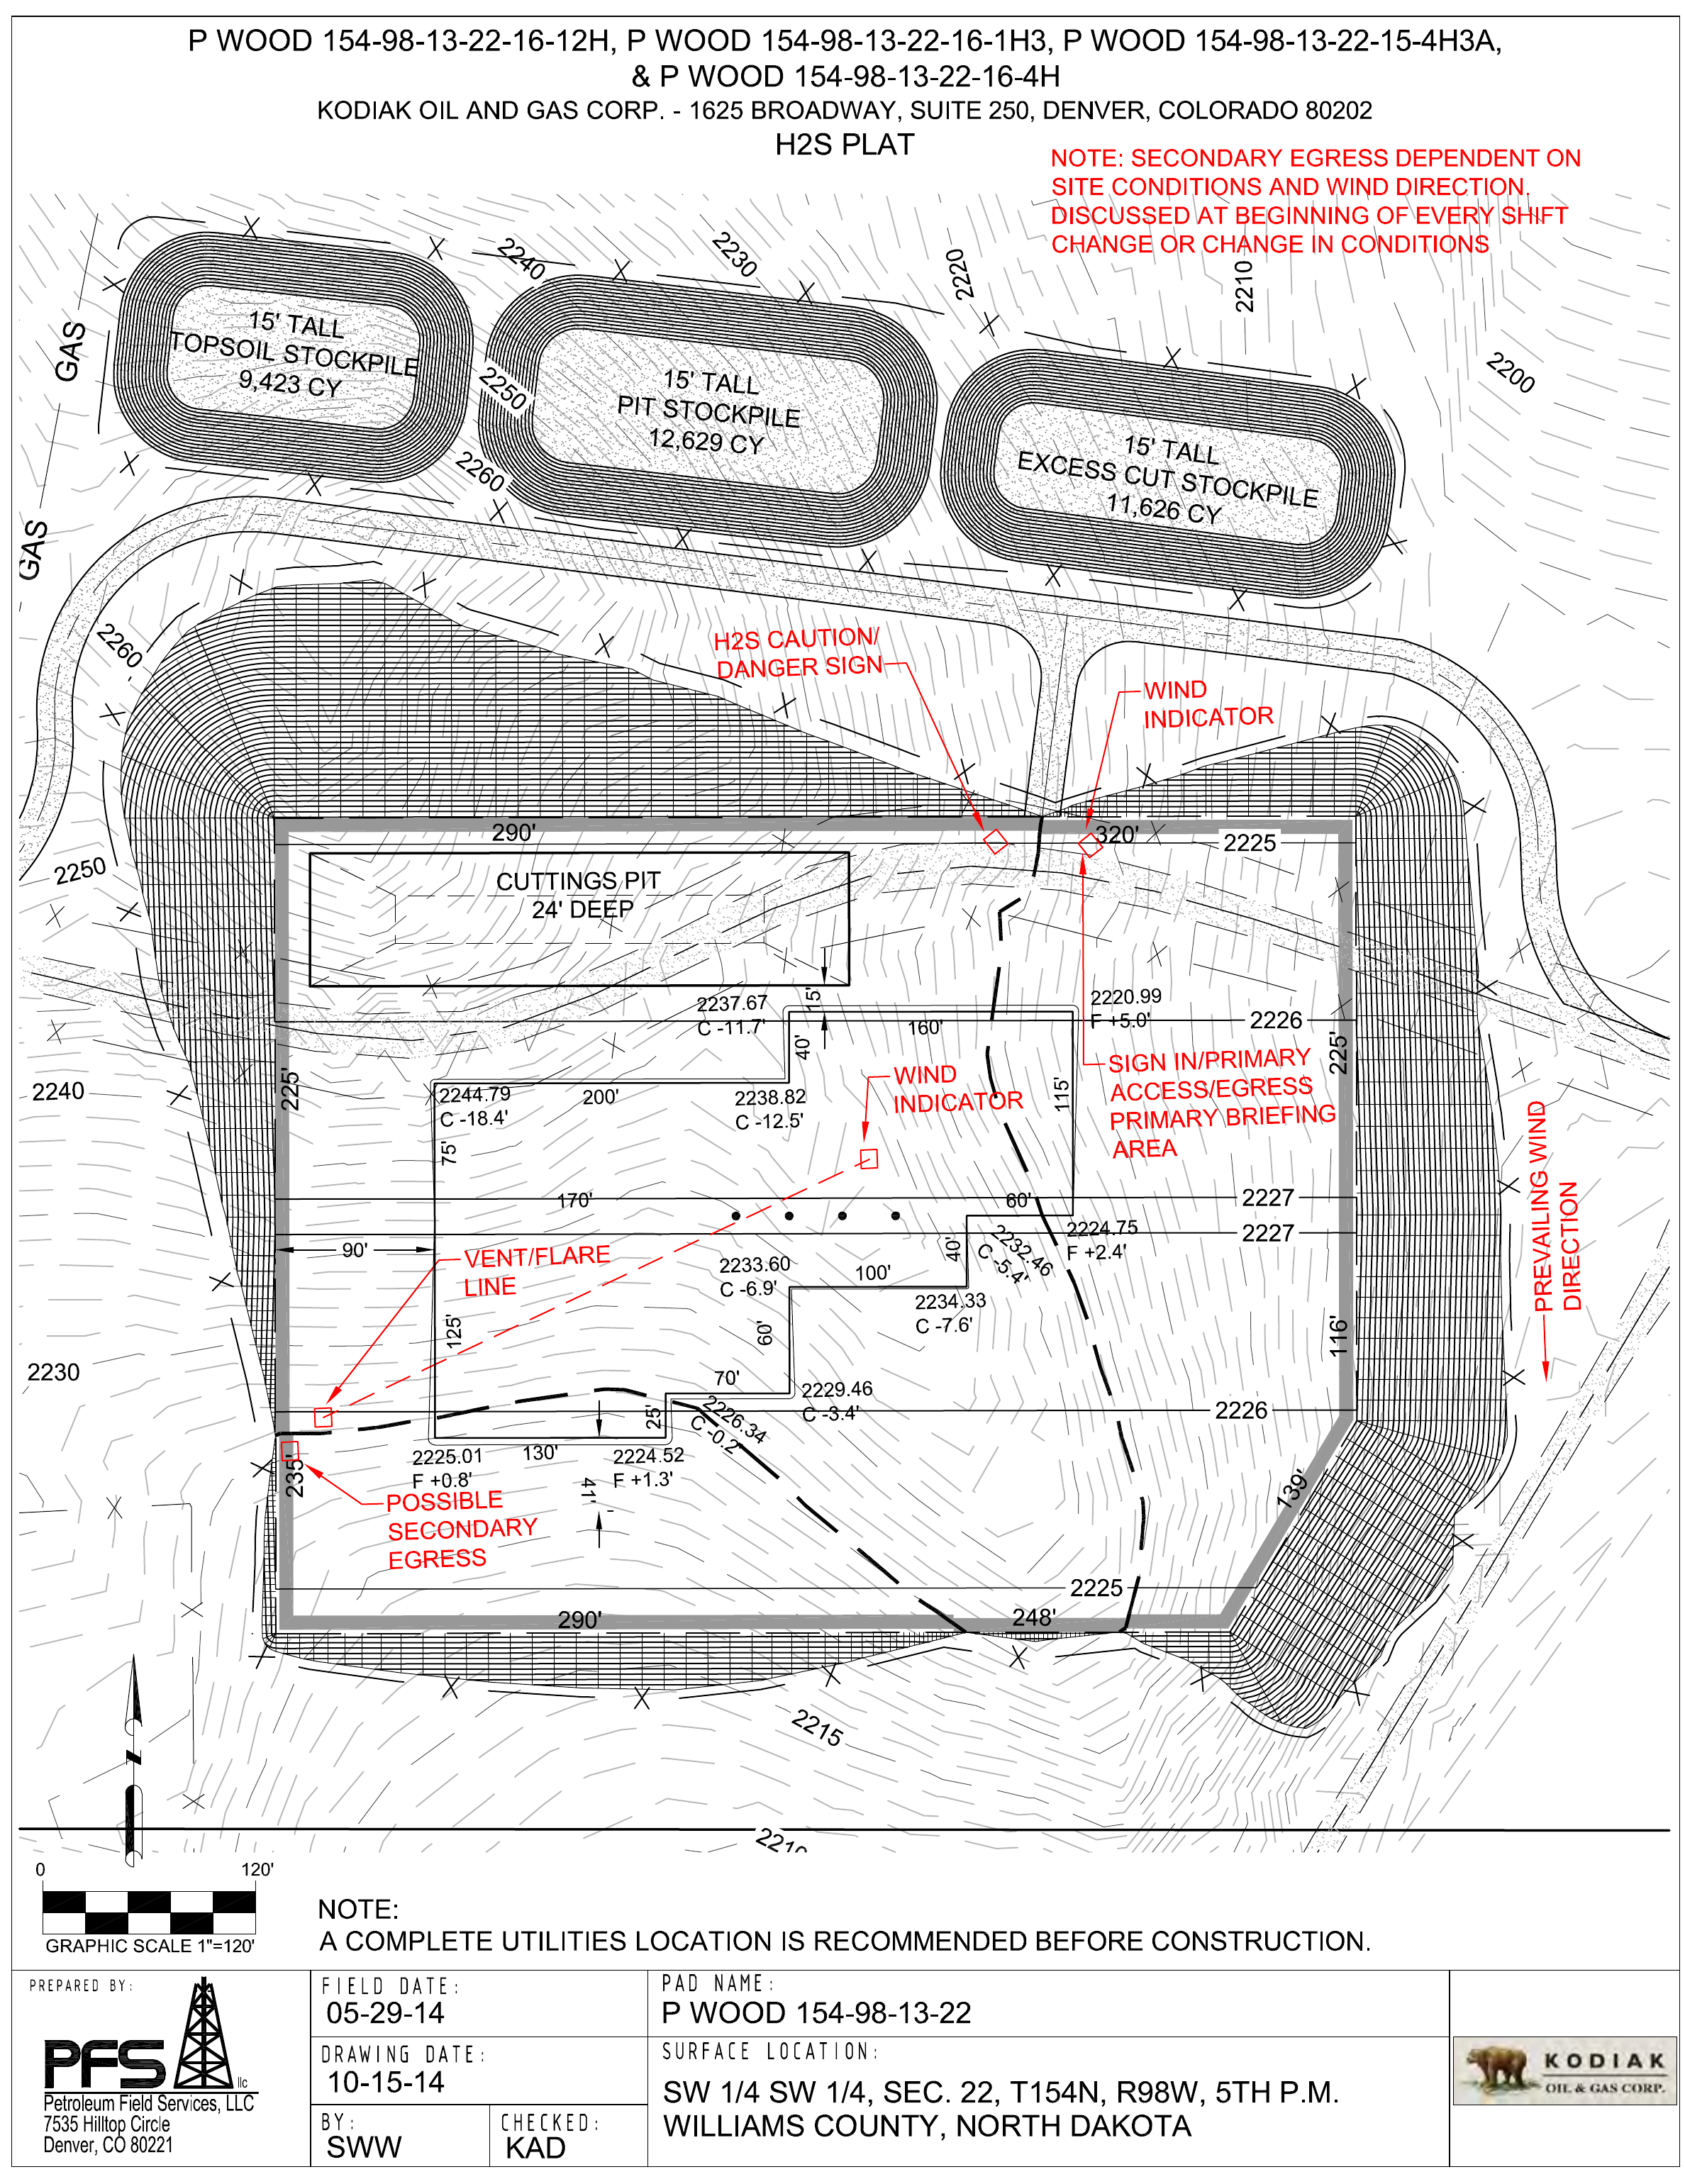 P WOOD 154-98-13-22-16-12H, P WOOD 154-98-13-22-16-1H3, P WOOD 154-98-13-22-15-4H3A,
& P WOOD 154-98-13-22-16-4H
KODIAK OIL AND GAS CORP. - 1625 BROADWAY, SUITE 250, DENVER, COLORADO 80202
H2S PLAT
NOTE: SECONDARY EGRESS DEPENDENT ON
SITE CONDITIONS AND WIND DIRECTION.
DISCUSSED AT BEGINNING OF EVERY SHIFT
CHANGE OR CHANGE IN CONDITIONS
2240
2230
2220
2210
2200
GAS
15' TALL
TOPSOIL STOCKPILE
9,423 CY
2250
15' TALL
PIT STOCKPILE
12,629 CY
15' TALL
EXCESS CUT STOCKPILE
11,626 CY
2260
GAS
2260
H2S CAUTION/
DANGER SIGN
WIND
INDICATOR
290'
320'
2225
2250
CUTTINGS PIT
24' DEEP
2237.67
C -11.7'
15'
40'
160'
2220.99
F +5.0'
2226
225'
225'
2240
2244.79
C -18.4'
200'
2238.82
C -12.5'
WIND
INDICATOR
115'
SIGN IN/PRIMARY
ACCESS/EGRESS
PRIMARY BRIEFING
AREA
75'
PREVAILING WIND
DIRECTION
170'
60'
2227
2227
90'
VENT/FLARE
LINE
2233.60
C -6.9'
100'
40'
2232.46
C -5.4'
2224.75
F +2.4'
2234.33
C -7.6'
125'
60'
116'
2230
70'
2229.46
C -3.4'
2226
25'
2226.34
C -0.2'
235'
2225.01
F +0.8'
130'
2224.52
F +1.3'
41'
139'
POSSIBLE
SECONDARY
EGRESS
2225
290'
248'
2215
2210
N
0
120'
GRAPHIC SCALE 1"=120'
NOTE:
A COMPLETE UTILITIES LOCATION IS RECOMMENDED BEFORE CONSTRUCTION.
PREPARED BY:
PFS
llc
Petroleum Field Services, LLC
7535 Hilltop Circle
Denver, CO 80221
FIELD DATE:
05-29-14
DRAWING DATE:
10-15-14
BY:
SWW
CHECKED:
KAD
PAD NAME:
P WOOD 154-98-13-22
SURFACE LOCATION:
SW 1/4 SW 1/4, SEC. 22, T154N, R98W, 5TH P.M.
WILLIAMS COUNTY, NORTH DAKOTA
KODIAK
OIL & GAS CORP.